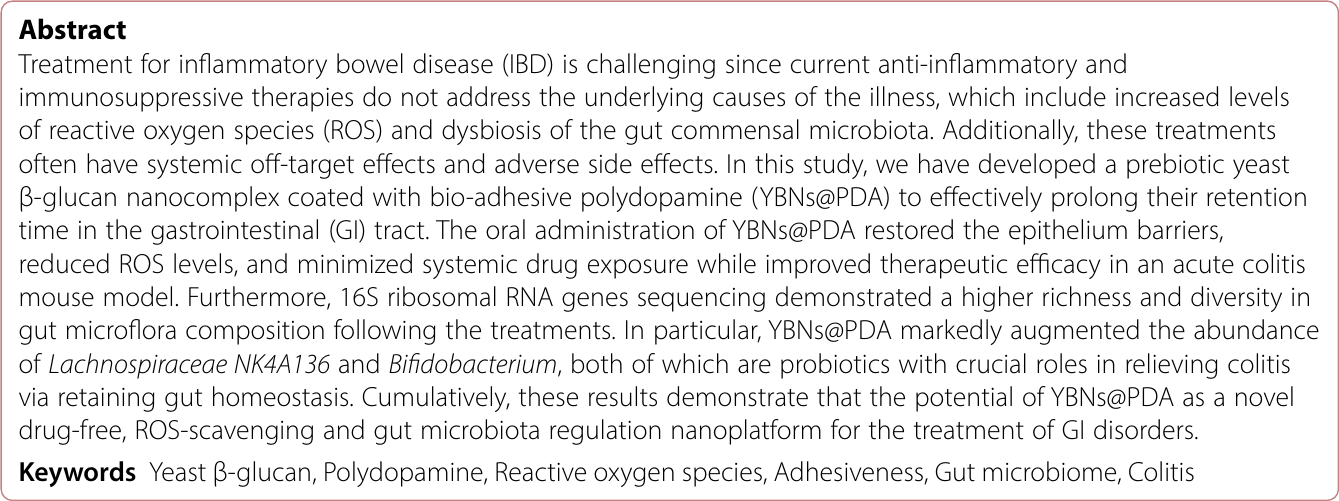 Abstract
Treatment for inflammatory bowel disease (IBD) is challenging since current anti-inflammatory and
immunosuppressive therapies do not address the underlying causes of the illness, which include increased levels
of reactive oxygen species (ROS) and dysbiosis of the gut commensal microbiota. Additionally, these treatments
often have systemic off-target effects and adverse side effects. In this study, we have developed a prebiotic yeast
β-glucan nanocomplex coated with bio-adhesive polydopamine (YBNs@PDA) to effectively prolong their retention
time in the gastrointestinal (GI) tract. The oral administration of YBNs@PDA restored the epithelium barriers,
reduced ROS levels, and minimized systemic drug exposure while improved therapeutic efficacy in an acute colitis
mouse model. Furthermore, 16S ribosomal RNA genes sequencing demonstrated a higher richness and diversity in
gut microflora composition following the treatments. In particular, YBNs@PDA markedly augmented the abundance
of Lachnospiraceae NK4A136 and Bifidobacterium, both of which are probiotics with crucial roles in relieving colitis
via retaining gut homeostasis. Cumulatively, these results demonstrate that the potential of YBNs@PDA as a novel
drug-free, ROS-scavenging and gut microbiota regulation nanoplatform for the treatment of GI disorders.
Keywords Yeast β-glucan, Polydopamine, Reactive oxygen species, Adhesiveness, Gut microbiome, Colitis